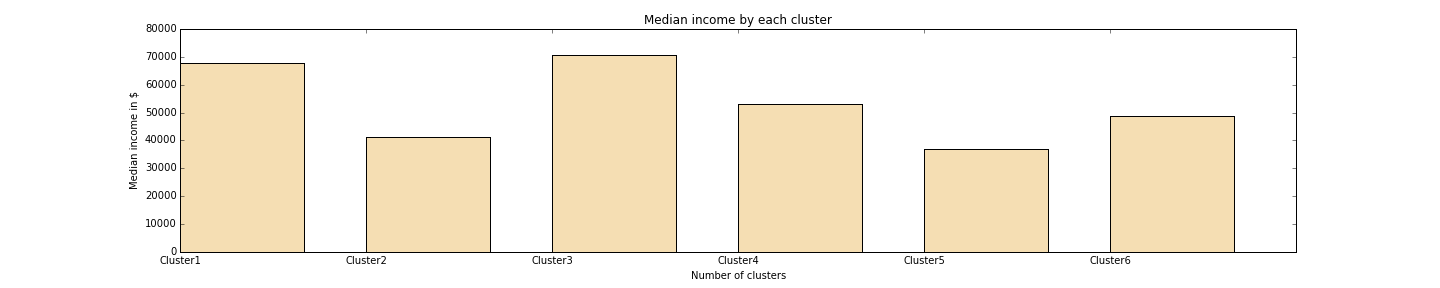 Median income by each cluster
80000
70000
60000
50000
40000
30000
20000
10000
0
Median income in $
Cluster1 Cluster2 Cluster3 Cluster4 Cluster5 Cluster6
Number of clusters